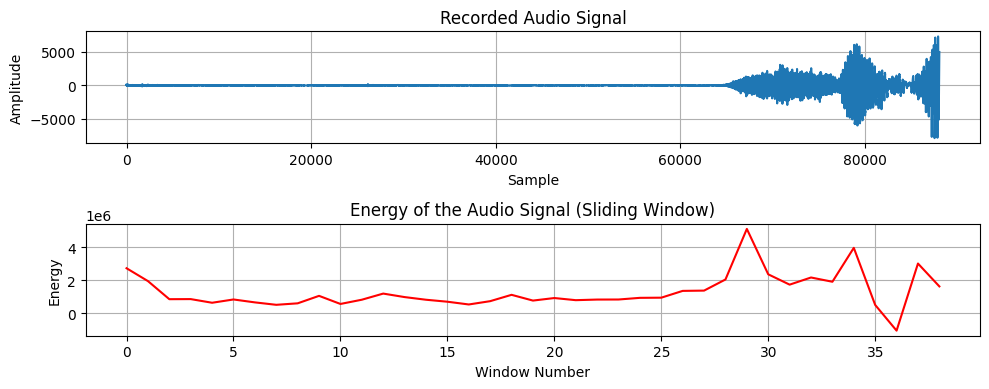 Recorded Audio Signal
5000
0
−5000
Amplitude
0 20000 40000 60000 80000
Sample
Energy of the Audio Signal (Sliding Window)
1e6
4
2
0
Energy
0 5 10 15 20 25 30 35
Window Number